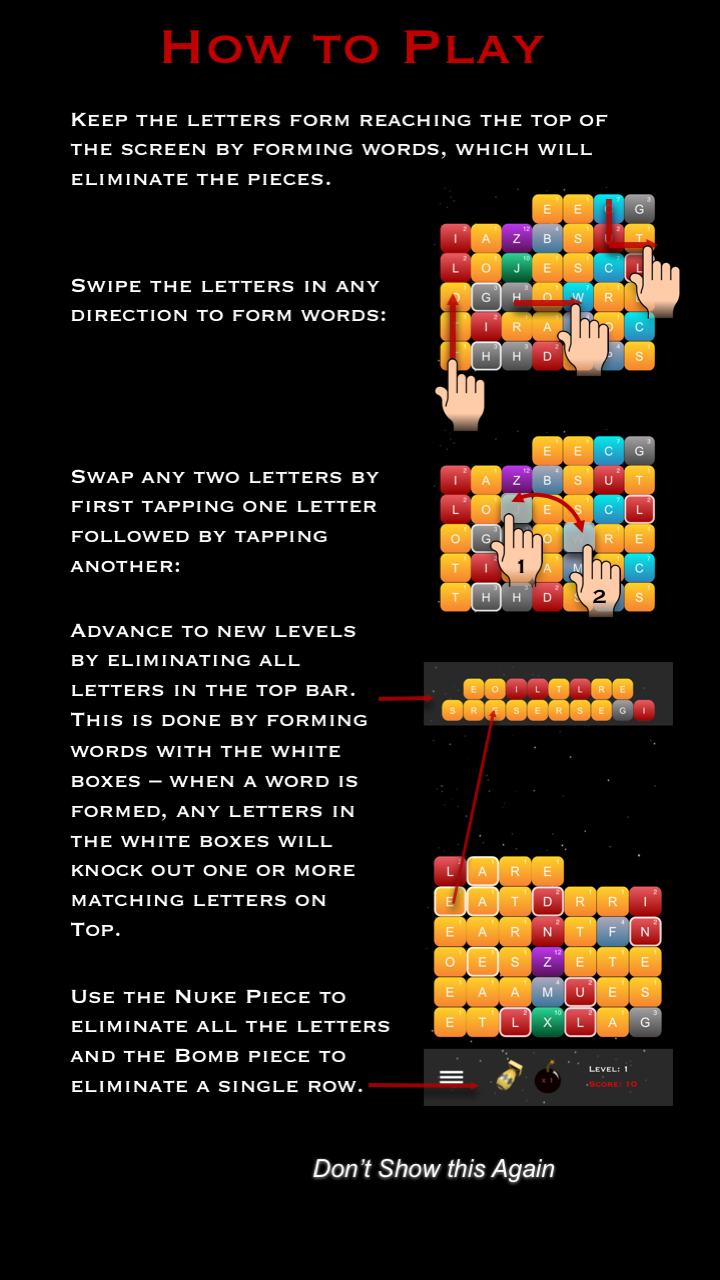 How to Play
Keep the letters form reaching the top of
the screen by forming words, which will
eliminate the pieces.
Swipe the letters in any
direction to form words:
E E G
I A Z B S U T
L O J E S C L
O G H O W R
I R A O C
H H D P S
Swap any two letters by
first tapping one letter
followed by tapping
another:
E E C G
I A Z B S U T
L O E S C L
O G O R E
T I A M C
T H H D S
1
2
Advance to new levels
by eliminating all
letters in the top bar.
This is done by forming
words with the white
boxes – when a word is
formed, any letters in
the white boxes will
knock out one or more
matching letters on
Top.
E O I L T L R E
S R E S E R S E G I
L A R E
E A T D R R I
E A R N T F N
O E S Z E T E
E A A M U E S
E T L X L A G
Use the Nuke Piece to
eliminate all the letters
and the Bomb piece to
eliminate a single row.
x 1
Level: 1
Score: 10
Don't Show this Again